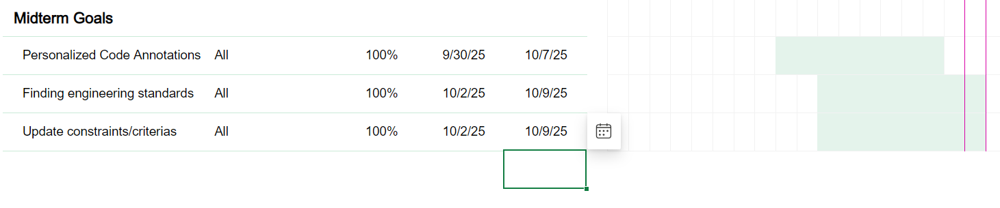 Midterm Goals
Personalized Code Annotations All 100% 9/30/25 10/7/25
Finding engineering standards All 100% 10/2/25 10/9/25
Update constraints/criterias All 100% 10/2/25 10/9/25